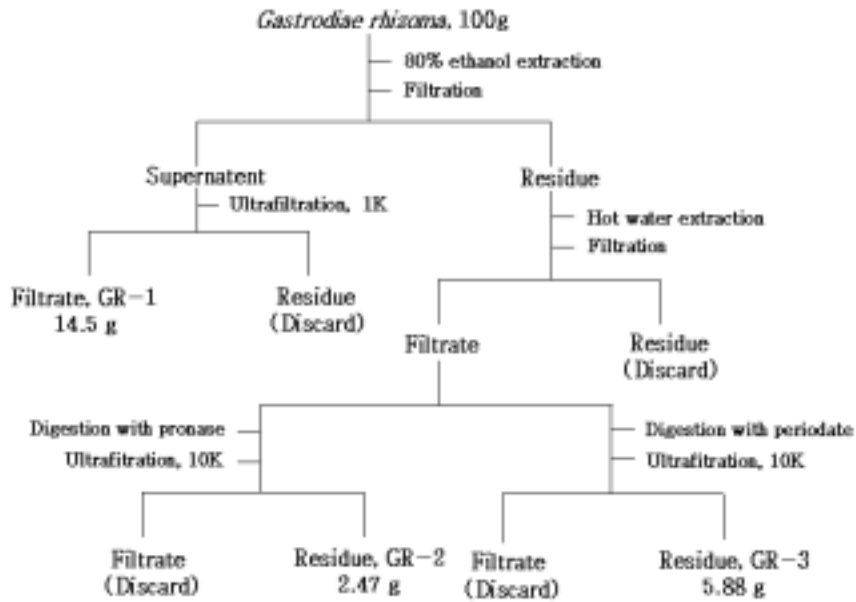 Gastrodiae rhizoma, 100g
80% ethanol extraction
Filtration
Supernatent
Residue
Ultrafiltration, 1K
Hot water extraction
Filtration
Filtrate, GR-1
14.5 g
Residue
(Discard)
Filtrate
Residue
(Discard)
Digestion with pronase
Ultrafitration, 10K
Digestion with periodate
Ultrafitration, 10K
Filtrate
(Discard)
Residue, GR-2
2.47 g
Filtrate
(Discard)
Residue, GR-3
5.88 g